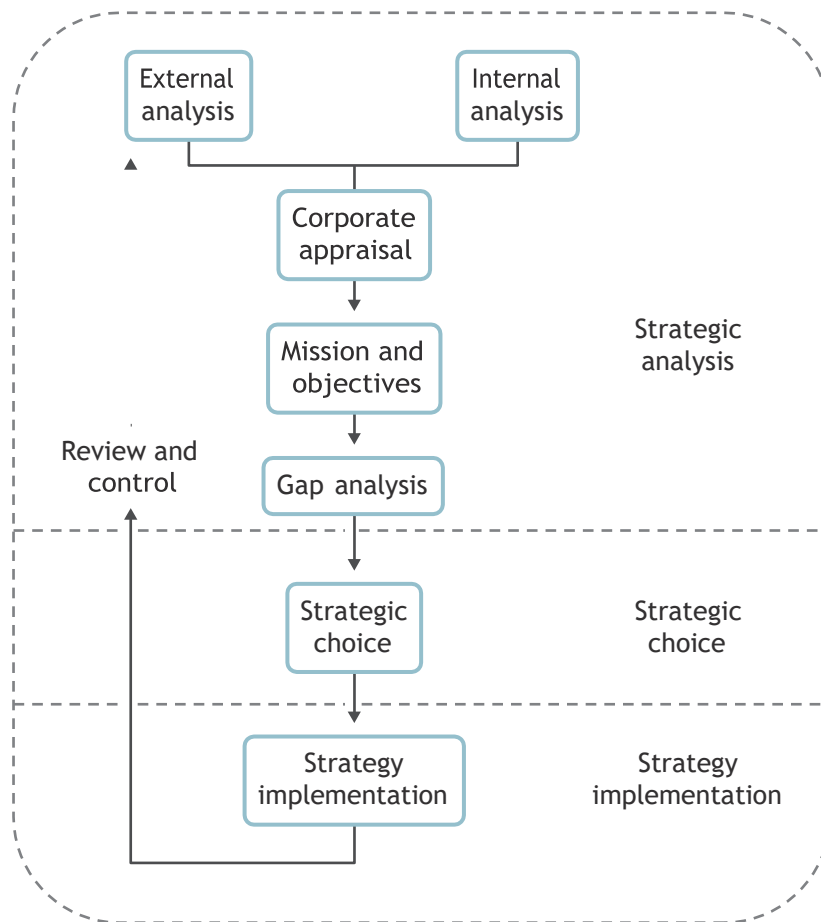 External
analysis
Internal
analysis
Corporate
appraisal
Mission and
objectives
Strategic
analysis
Review and
control
Gap analysis
Strategic
choice
Strategic
choice
Strategy
implementation
Strategy
implementation